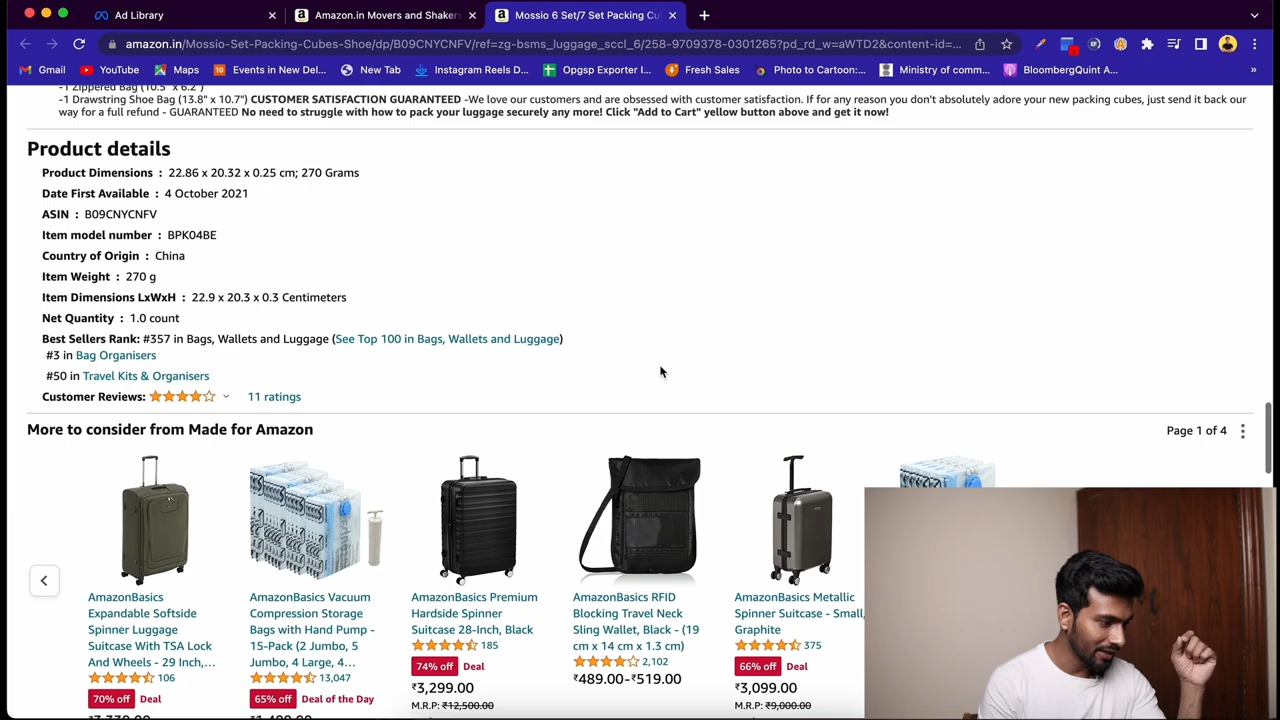 Ad Library
Amazon.in Movers and Shakers
Mossio 6 Set/7 Set Packing Cu
amazon.in/Mossio-Set-Packing-Cubes-Shoe/dp/B09CNYCNFV/ref=zg-bsms_luggage_sccl_6/258-9709378-0301265?pd_rd_w=aWTD2&content-id=...
Gmail YouTube Maps Events in New Del... New Tab Instagram Reels D... Opgsp Exporter I... Fresh Sales Photo to Cartoon:... Ministry of comm... BloombergQuint A...
-1 Zippered Bag (10.5" x 6.2")
-1 Drawstring Shoe Bag (13.8" x 10.7") CUSTOMER SATISFACTION GUARANTEED -We love our customers and are obsessed with customer satisfaction. If for any reason you don't absolutely adore your new packing cubes, just send it back our
way for a full refund - GUARANTEED No need to struggle with how to pack your luggage securely any more! Click "Add to Cart" yellow button above and get it now!
Product details
Product Dimensions : 22.86 x 20.32 x 0.25 cm; 270 Grams
Date First Available : 4 October 2021
ASIN : B09CNYCNFV
Item model number : BPK04BE
Country of Origin : China
Item Weight : 270 g
Item Dimensions LxWxH : 22.9 x 20.3 x 0.3 Centimeters
Net Quantity : 1.0 count
Best Sellers Rank: #357 in Bags, Wallets and Luggage (See Top 100 in Bags, Wallets and Luggage)
#3 in Bag Organisers
#50 in Travel Kits & Organisers
Customer Reviews: 11 ratings
More to consider from Made for Amazon
Page 1 of 4
AmazonBasics
Expandable Softside
Spinner Luggage
Suitcase With TSA Lock
And Wheels - 29 Inch,...
106
70% off Deal
₹3,339.00
AmazonBasics Vacuum
Compression Storage
Bags with Hand Pump -
15-Pack (2 Jumbo, 5
Jumbo, 4 Large, 4...
13,047
65% off Deal of the Day
AmazonBasics Premium
Hardside Spinner
Suitcase 28-Inch, Black
185
74% off Deal
₹3,299.00
M.R.P: ₹12,500.00
AmazonBasics RFID
Blocking Travel Neck
Sling Wallet, Black - (19
cm x 14 cm x 1.3 cm)
2,102
₹489.00-₹519.00
AmazonBasics Metallic
Spinner Suitcase - Small,
Graphite
375
66% off Deal
₹3,099.00
M.R.P: ₹9,000.00